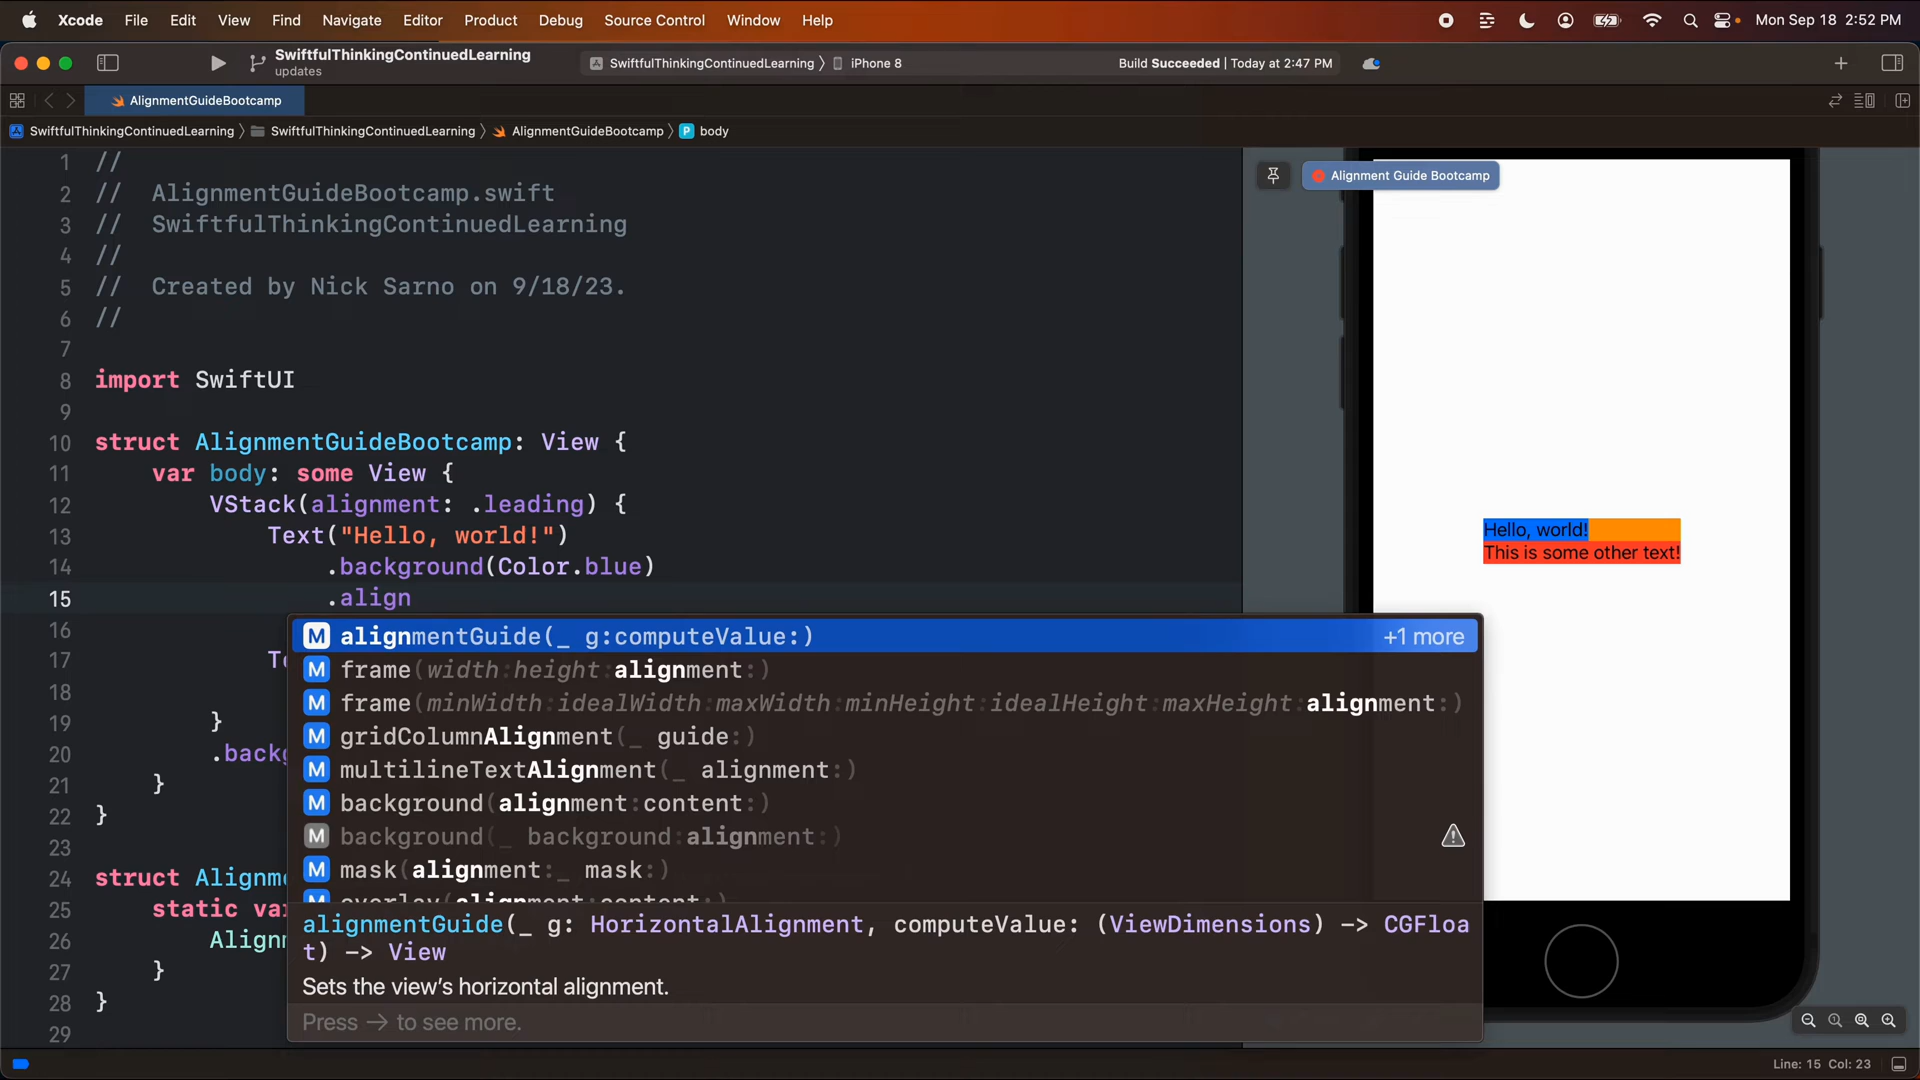 Xcode File Edit View Find Navigate Editor Product Debug Source Control Window Help Mon Sep 18 2:52 PM
SwiftfulThinkingContinuedLearning
updates
SwiftfulThinkingContinuedLearning 〉 iPhone 8
Build Succeeded | Today at 2:47 PM
AlignmentGuideBootcamp
SwiftfulThinkingContinuedLearning 〉 SwiftfulThinkingContinuedLearning 〉 AlignmentGuideBootcamp 〉 P body
1 //
2 //  AlignmentGuideBootcamp.swift
3 //  SwiftfulThinkingContinuedLearning
4 //
5 //  Created by Nick Sarno on 9/18/23.
6 //
7
8 import SwiftUI
9
10 struct AlignmentGuideBootcamp: View {
11     var body: some View {
12         VStack(alignment: .leading) {
13             Text("Hello, world!")
14                 .background(Color.blue)
15                 .align
16
17
18
19         }
20         .backg
21     }
22 }
23
24 struct Alignm
25     static va
26         Alignm
27     }
28 }
29
M alignmentGuide(_ g:computeValue:) +1 more
M frame(width:height:alignment:)
M frame(minWidth:idealWidth:maxWidth:minHeight:idealHeight:maxHeight:alignment:)
M gridColumnAlignment(_ guide:)
M multilineTextAlignment(_ alignment:)
M background(alignment:content:)
M background(_ background:alignment:)
M mask(alignment:_ mask:)
overlay(alignment:content:)
alignmentGuide(_ g: HorizontalAlignment, computeValue: (ViewDimensions) -> CGFloa
t) -> View
Sets the view's horizontal alignment.
Press → to see more.
Alignment Guide Bootcamp
Hello, world!
This is some other text!
Line: 15 Col: 23